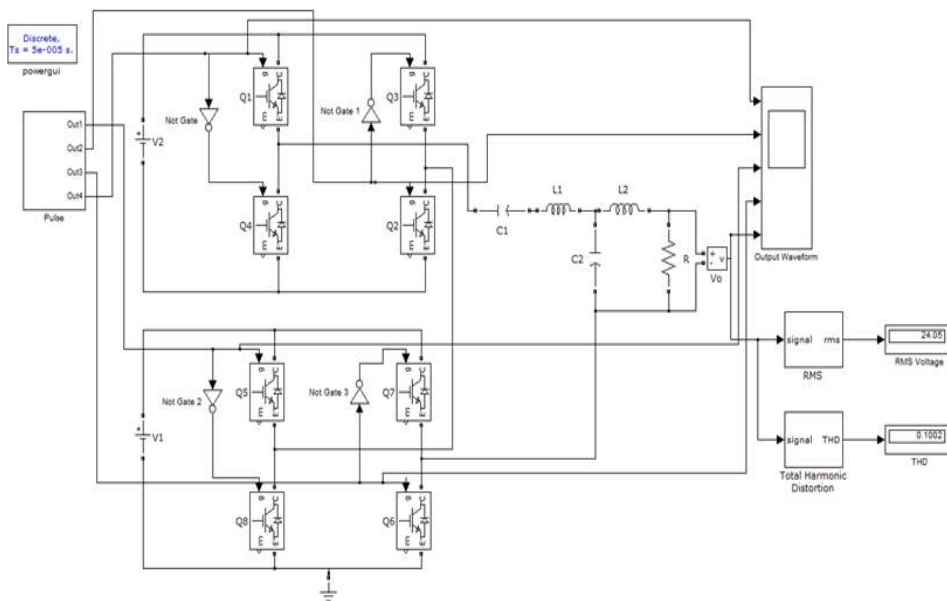 Discrete,
Ts = 5e-005 s.
powergui
Out1
Out2
Out3
Out4
Pulse
V2
Not Gate
g
C
Q1
m
E
Not Gate 1
g
C
Q3
m
E
g
C
Q4
m
E
g
C
Q2
m
E
C1
L1
L2
C2
R
+
-
v
Vo
Output Waveform
signal
rms
RMS
24.05
RMS Voltage
signal
THD
Total Harmonic
Distortion
0.1002
THD
V1
Not Gate 2
g
C
Q5
m
E
Not Gate 3
g
C
Q7
m
E
g
C
Q8
m
E
g
C
Q6
m
E